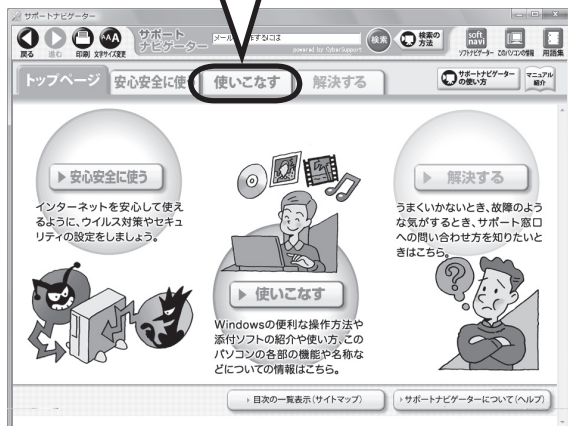 サポートナビゲーター
戻る
進む
印刷
文字サイズ変更
サポート
ナビゲーター
powered by CyberSupport
検索
検索の
方法
soft
navi
ソフトナビゲーター
このパソコンの情報
用語集
トップページ
安心安全に使
使いこなす
解決する
サポートナビゲーター
の使い方
マニュアル
紹介
安心安全に使う
インターネットを安心して使え
るように、ウイルス対策やセキュ
リティの設定をしましょう。
使いこなす
Windowsの便利な操作方法や
添付ソフトの紹介や使い方、この
パソコンの各部の機能や名称な
どについての情報はこちら。
解決する
うまくいかないとき、故障のよう
な気がするとき、サポート窓口
への問い合わせ方を知りたいと
きはこちら。
目次の一覧表示(サイトマップ)
サポートナビゲーターについて(ヘルプ)